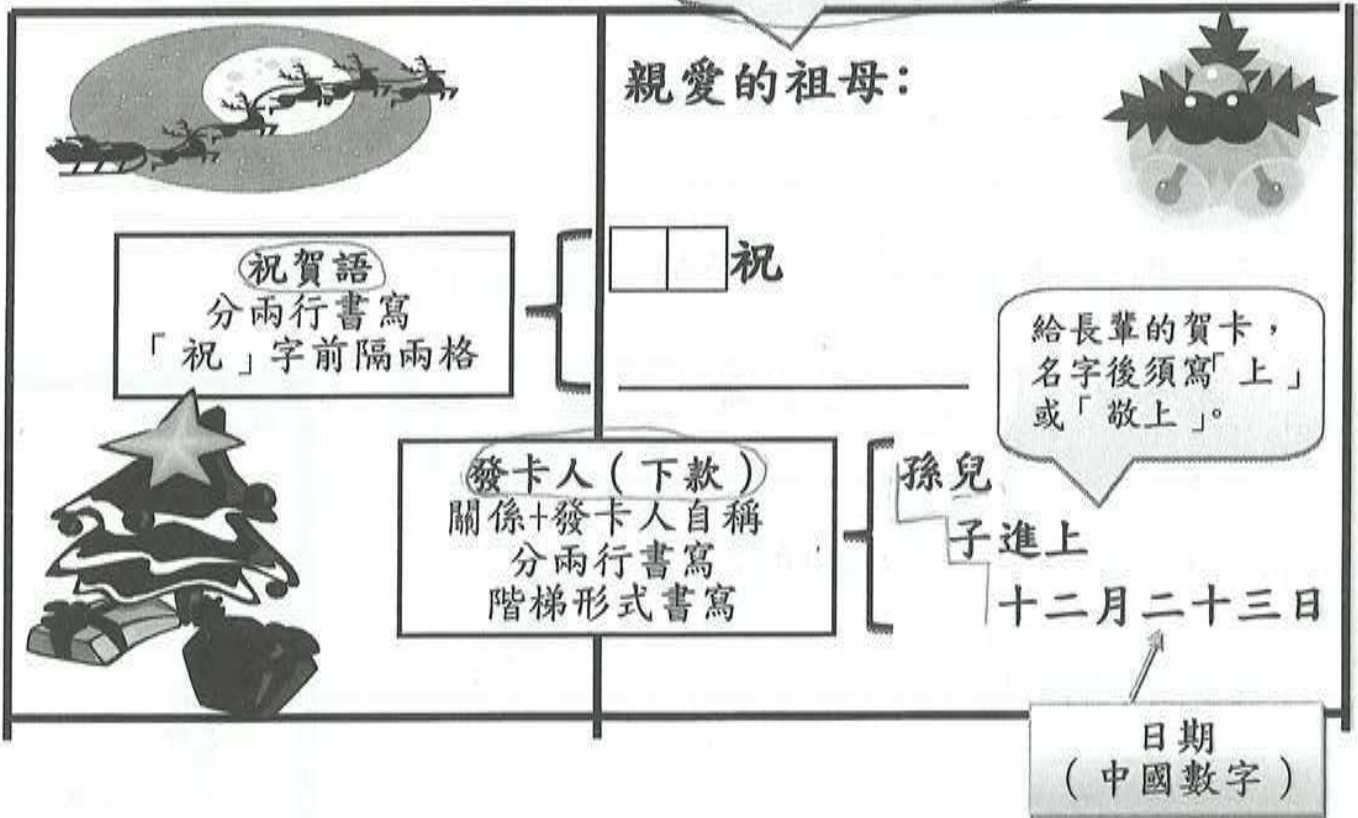 親愛的祖母：
祝賀語
分兩行書寫
「祝」字前隔兩格
祝
給長輩的賀卡，
名字後須寫「上」
或「敬上」。
發卡人（下款）
關係+發卡人自稱
分兩行書寫
階梯形式書寫
孫兒
子進上
十二月二十三日
日期
（中國數字）